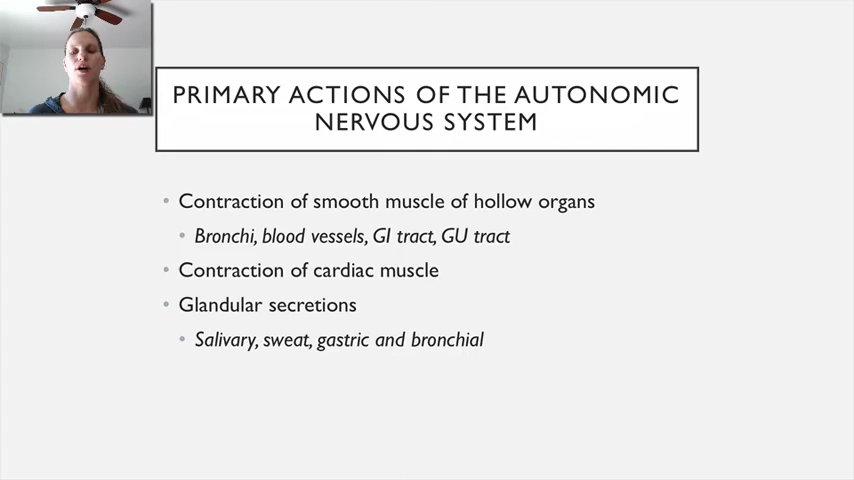 PRIMARY ACTIONS OF THE AUTONOMIC
NERVOUS SYSTEM
• Contraction of smooth muscle of hollow organs
• Bronchi, blood vessels, GI tract, GU tract
• Contraction of cardiac muscle
• Glandular secretions
• Salivary, sweat, gastric and bronchial